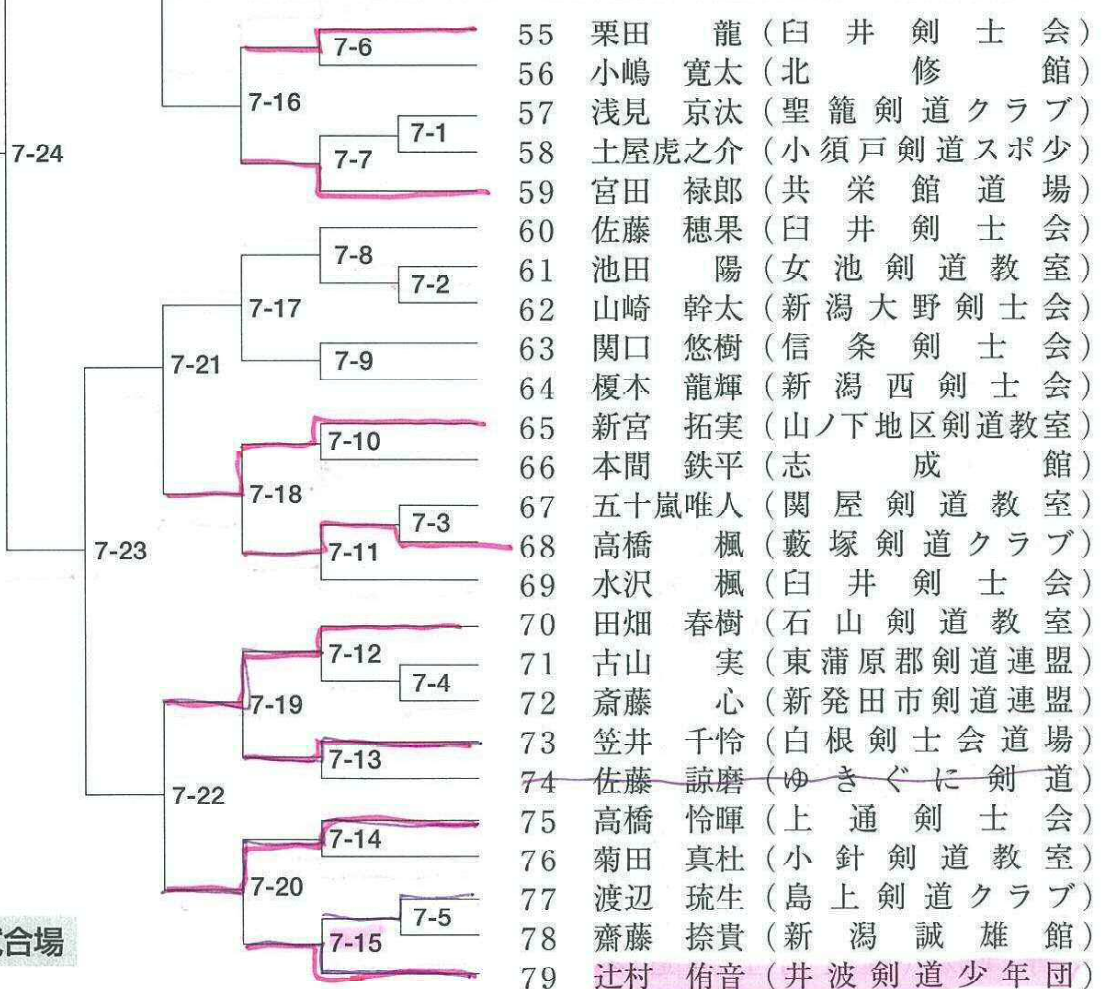 55 栗田 龍 (臼井剣士会)
7-6
56 小嶋 寛太 (北修館)
7-16
57 浅見 京汰 (聖籠剣道クラブ)
7-1
7-24
7-7
58 土屋虎之介 (小須戸剣道スポ少)
59 宮田 禄郎 (共栄館道場)
60 佐藤 穂果 (臼井剣士会)
7-8
61 池田 陽 (女池剣道教室)
7-2
7-17
62 山崎 幹太 (新潟大野剣士会)
63 関口 悠樹 (信条剣士会)
7-21
7-9
64 榎木 龍輝 (新潟西剣士会)
65 新宮 拓実 (山ノ下地区剣道教室)
7-10
66 本間 鉄平 (志成館)
7-18
67 五十嵐唯人 (関屋剣道教室)
7-3
7-23
7-11
68 高橋 楓 (藪塚剣道クラブ)
69 水沢 楓 (臼井剣士会)
70 田畑 春樹 (石山剣道教室)
7-12
71 古山 実 (東蒲原郡剣道連盟)
7-4
7-19
72 斎藤 心 (新発田市剣道連盟)
73 笠井 千怜 (白根剣士会道場)
7-13
74 佐藤 諒磨 (ゆきぐに剣道)
7-22
75 高橋 怜暉 (上通剣士会)
7-14
76 菊田 真杜 (小針剣道教室)
7-20
77 渡辺 琉生 (島上剣道クラブ)
7-5
78 齋藤 捺貴 (新潟誠雄館)
合場
7-15
79 辻村 侑音 (井波剣道少年団)